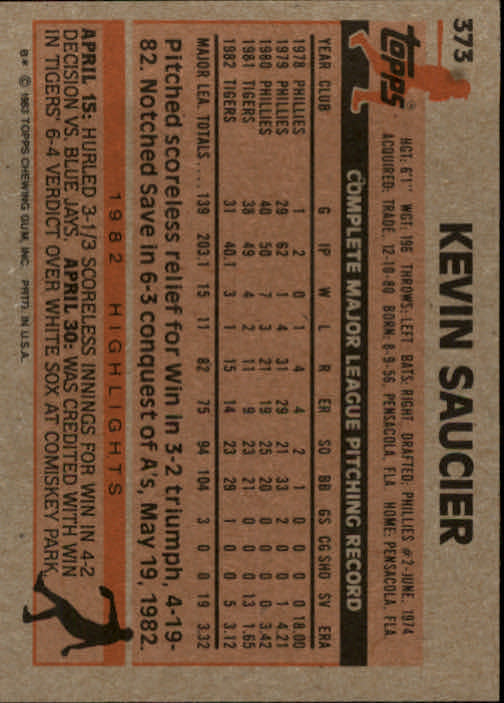 373
topps®
KEVIN SAUCIER
HGT: 6'1" WGT: 196 THROWS: LEFT BATS: RIGHT DRAFTED: PHILLIES #2-JUNE, 1974
ACQUIRED: TRADE, 12-10-80 BORN: 8-9-56, PENSACOLA, FLA HOME: PENSACOLA, FLA
COMPLETE MAJOR LEAGUE PITCHING RECORD
YEAR CLUB G IP W L R ER SO BB GS CG SHO SV ERA
1978 PHILLIES 1 2 0 1 4 4 2 1 0 0 0 0 18.00
1979 PHILLIES 29 62 1 4 31 29 21 33 2 0 0 1 4.21
1980 PHILLIES 40 50 7 3 21 19 25 20 0 0 0 0 3.42
1981 TIGERS 38 49 4 2 11 9 23 21 0 0 0 13 1.65
1982 TIGERS 31 40.1 3 1 15 14 23 29 1 0 0 5 3.12
MAJOR LEA. TOTALS . . . 139 203.1 15 11 82 75 94 104 3 0 0 19 3.32
Pitched scoreless relief for Win in 3-2 triumph, 4-19-
82. Notched Save in 6-3 conquest of A's, May 19, 1982.
1982 HIGHLIGHTS
APRIL 15: HURLED 3-1/3 SCORELESS INNINGS FOR WIN IN 4-2
DECISION VS. BLUE JAYS. APRIL 30: WAS CREDITTED WITH WIN
IN TIGERS' 6-4 VERDICT OVER WHITE SOX AT COMISKEY PARK.
B* © 1983 TOPPS CHEWING GUM, INC. PRTD. IN U.S.A.